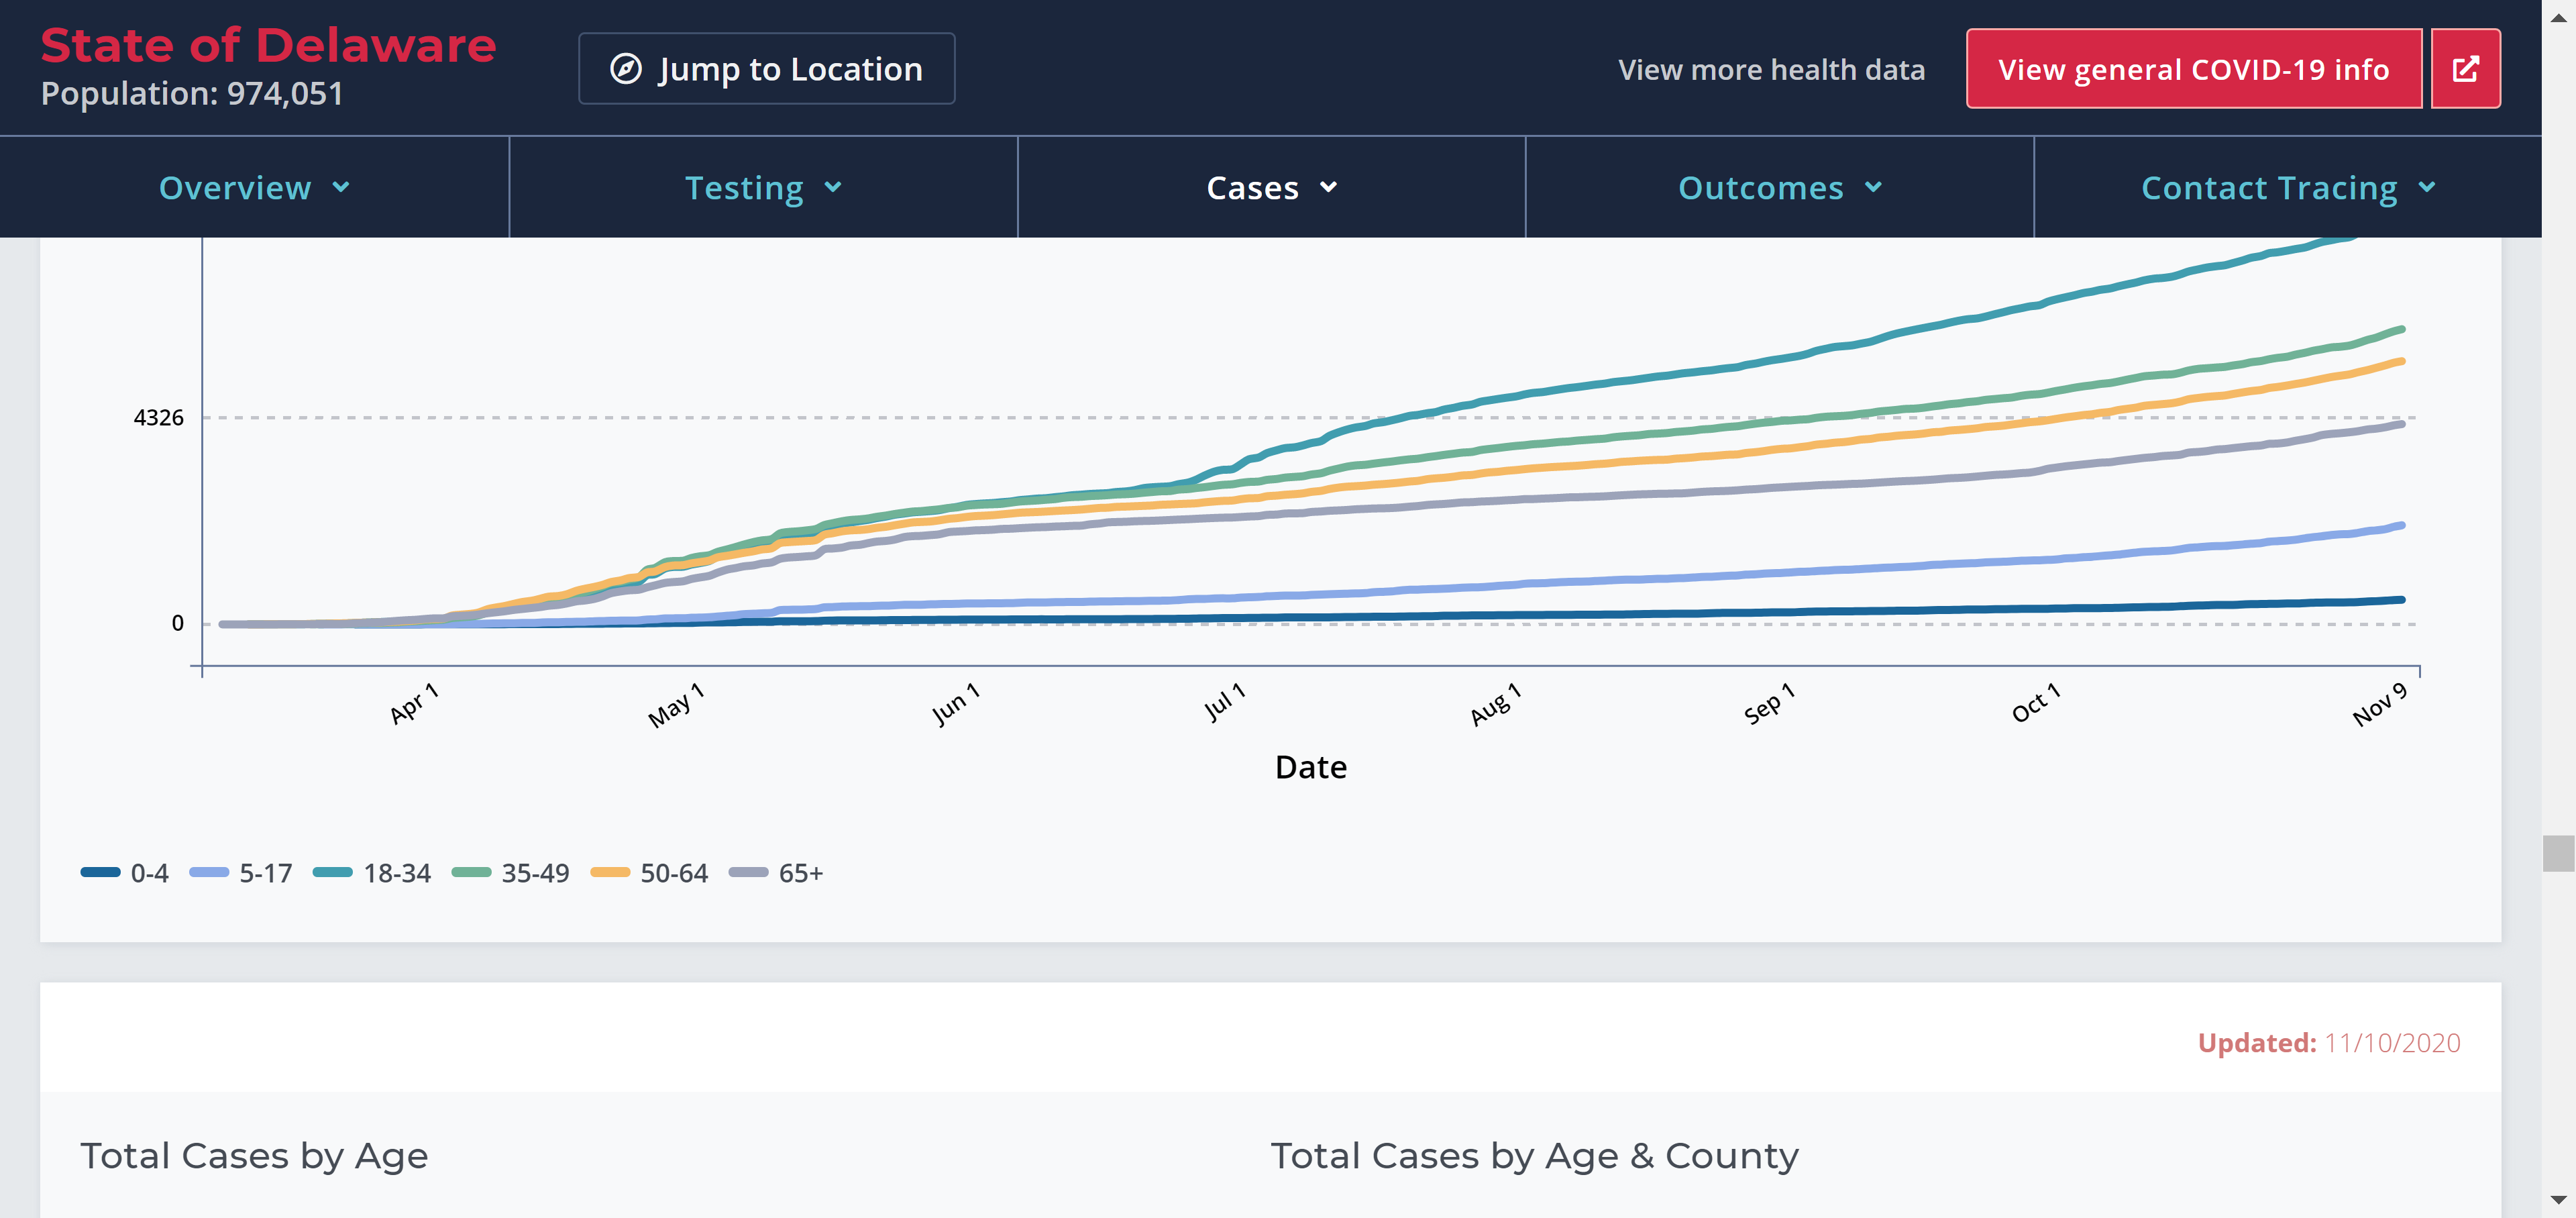 State of Delaware
Population: 974,051
Jump to Location
View more health data
View general COVID-19 info
Overview
Testing
Cases
Outcomes
Contact Tracing
4326
0
Apr 1
May 1
Jun 1
Jul 1
Aug 1
Sep 1
Oct 1
Nov 9
Date
0-4
5-17
18-34
35-49
50-64
65+
Updated: 11/10/2020
Total Cases by Age
Total Cases by Age & County